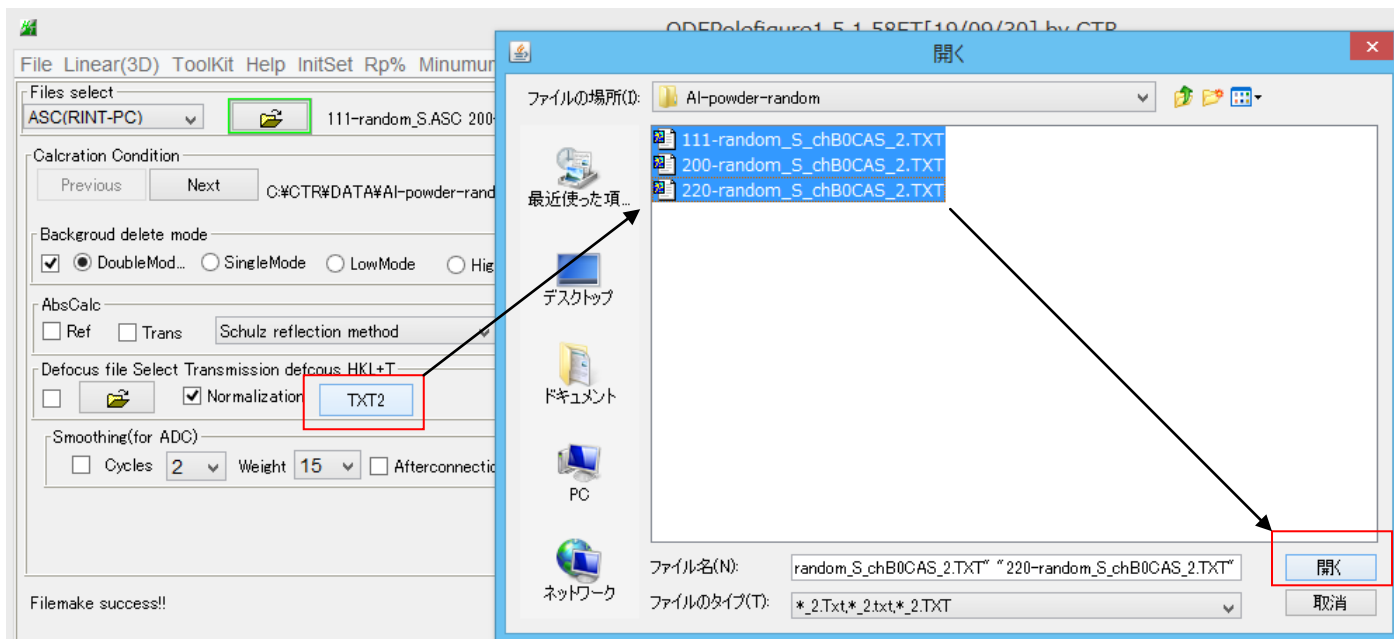 ODFPolefigure1.5.1.58FT[19/09/30] by CTR
File Linear(3D) ToolKit Help InitSet Rp% Minumur
Files select
ASC(RINT-PC)
111-random_S.ASC 200-
Calcration Condition
Previous
Next
C:¥CTR¥DATA¥Al-powder-rand
Backgroud delete mode
DoubleMod...
SingleMode
LowMode
Hig
AbsCalc
Ref
Trans
Schulz reflection method
Defocus file Select Transmission defcous HKL+T
Normalization
TXT2
Smoothing(for ADC)
Cycles
2
Weight
15
Afterconnectio
Filemake success!!
開く
ファイルの場所(I):
Al-powder-random
111-random_S_chB0CAS_2.TXT
200-random_S_chB0CAS_2.TXT
220-random_S_chB0CAS_2.TXT
最近使った項...
デスクトップ
ドキュメント
PC
ネットワーク
ファイル名(N):
random_S_chB0CAS_2.TXT" "220-random_S_chB0CAS_2.TXT"
開く
ファイルのタイプ(T):
*_2.Txt,*_2.txt,*_2.TXT
取消